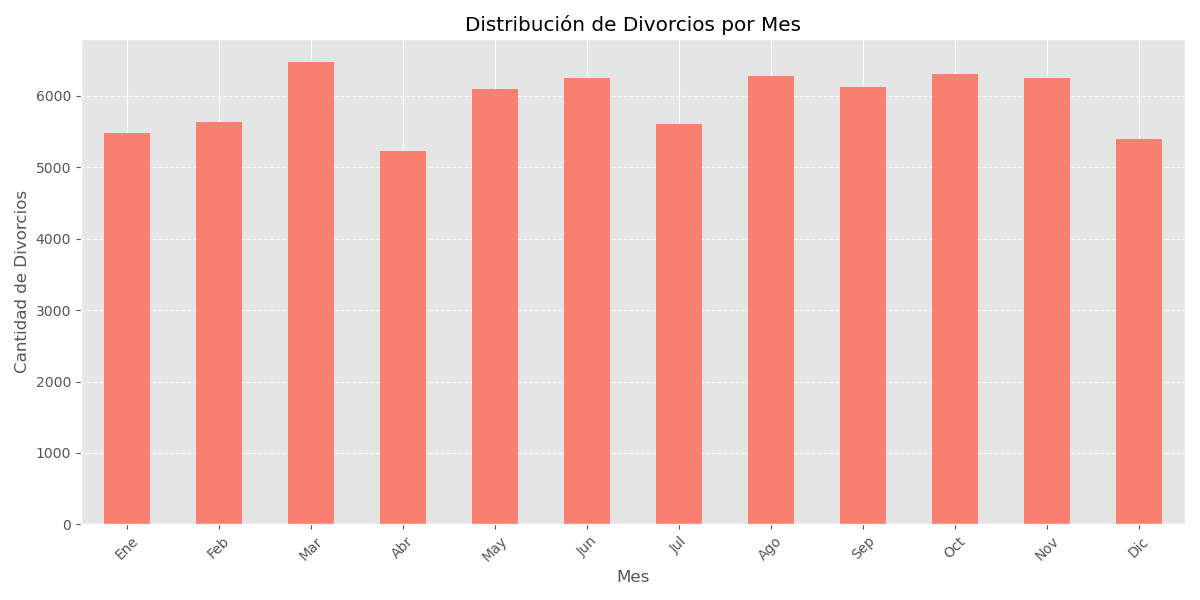 Distribución de Divorcios por Mes
Cantidad de Divorcios
6000
5000
4000
3000
2000
1000
0
Ene
Feb
Mar
Abr
May
Jun
Jul
Ago
Sep
Oct
Nov
Dic
Mes